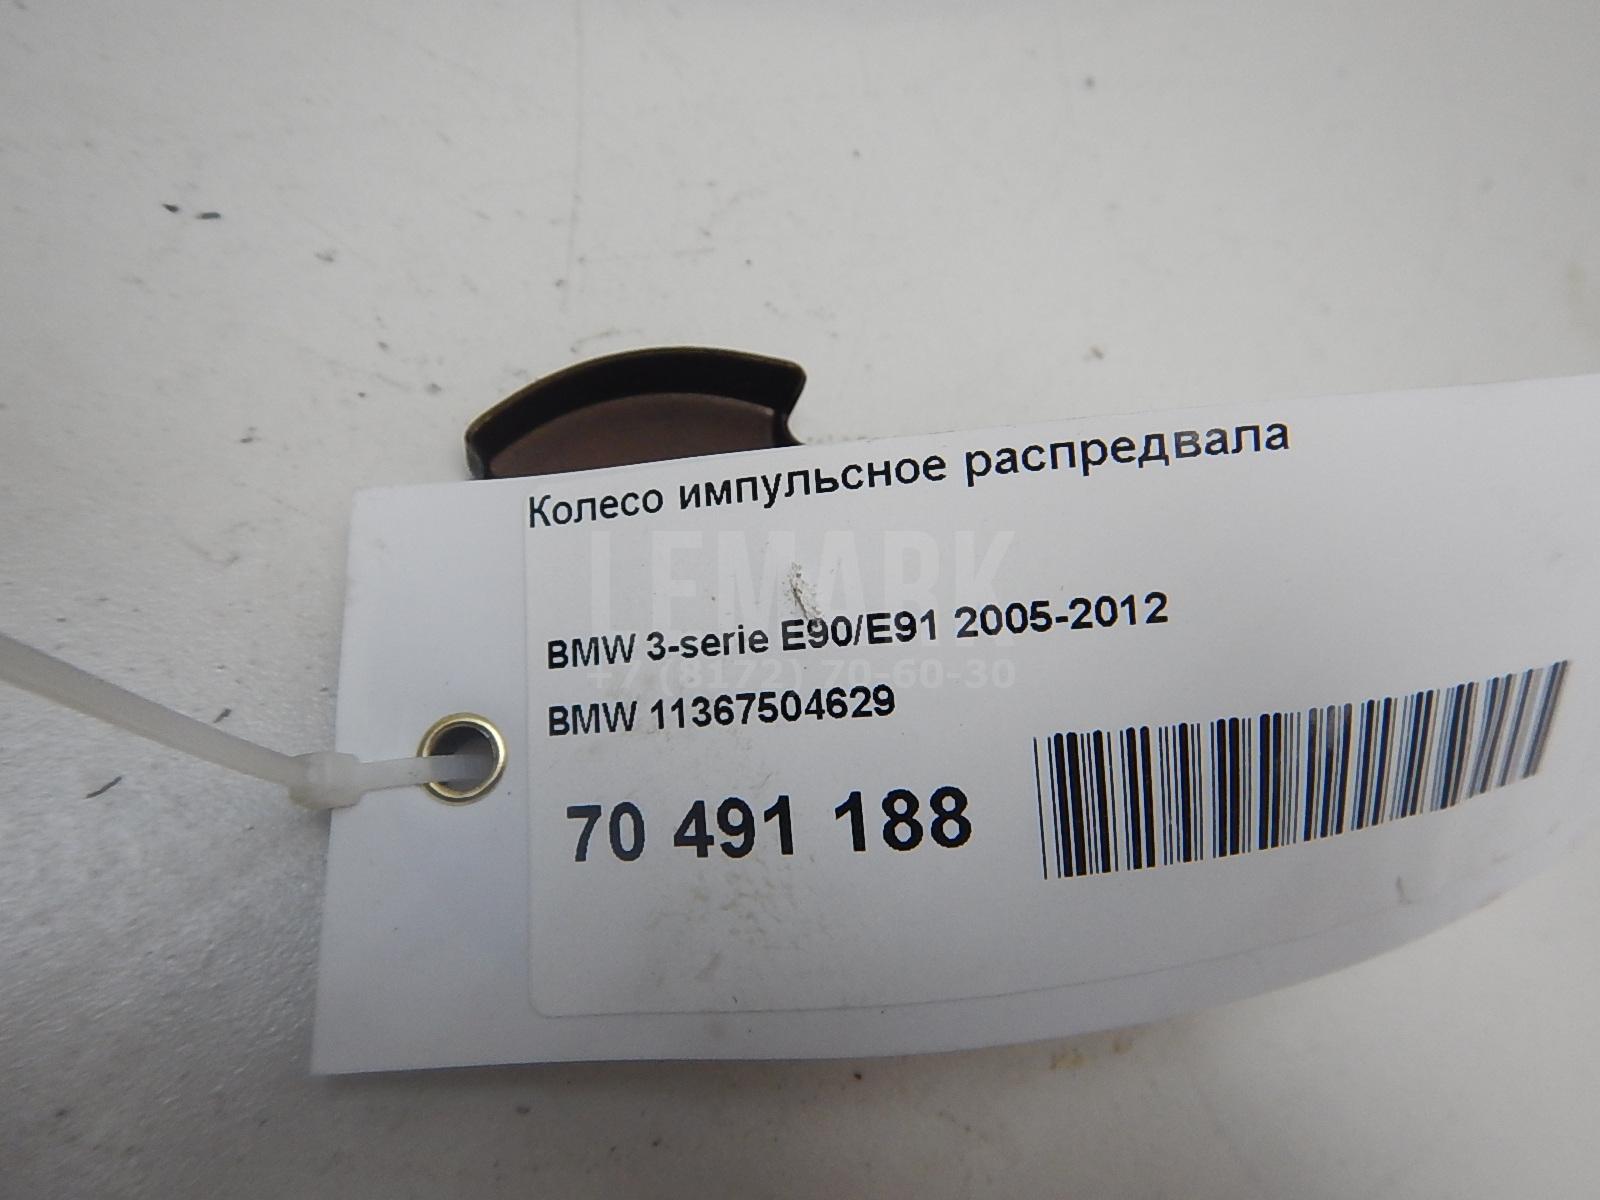 Колесо импульсное распредвала
LEMARK
BMW 3-serie E90/E91 2005-2012
+7 (8172) 70-60-30
BMW 11367504629
70 491 188